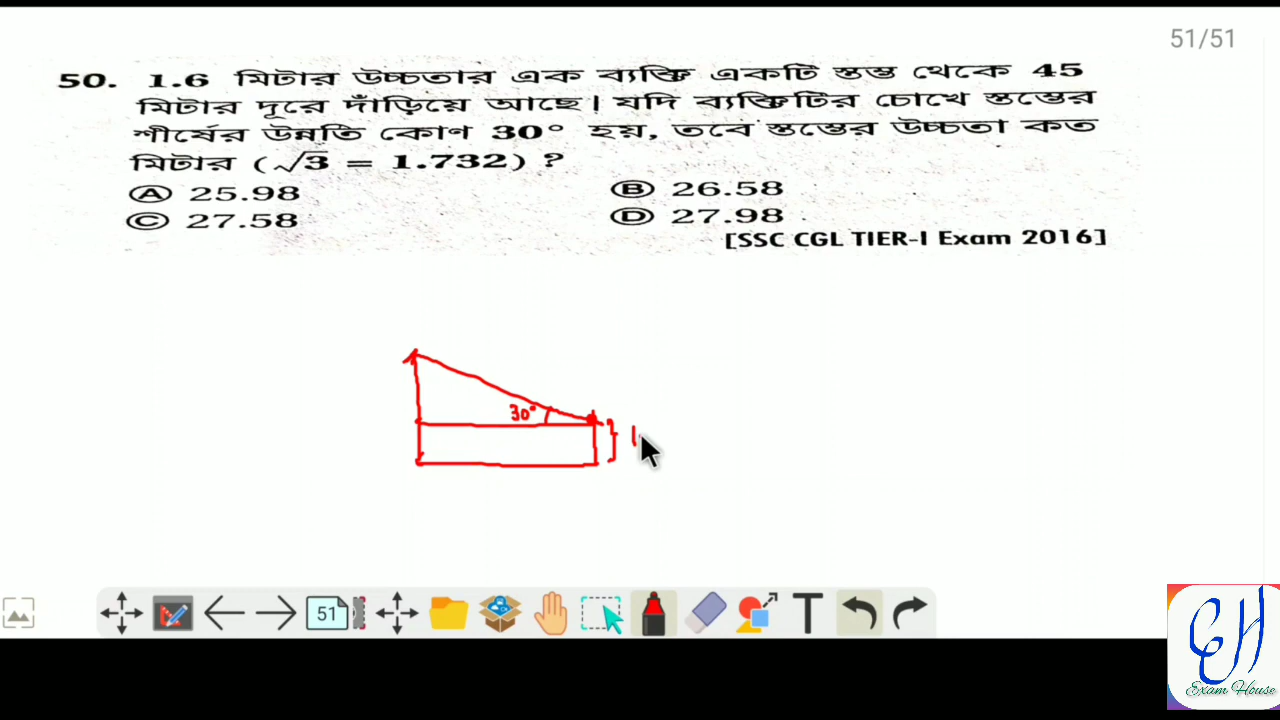 51/51
50. 1.6 মিটার উচ্চতার এক ব্যক্তি একটি স্তম্ভ থেকে 45
মিটার দূরে দাঁড়িয়ে আছে। যদি ব্যক্তিটির চোখে স্তম্ভের
শীর্ষের উন্নতি কোণ 30° হয়, তবে স্তম্ভের উচ্চতা কত
মিটার (√3 = 1.732) ?
Ⓐ 25.98 Ⓑ 26.58
Ⓒ 27.58 Ⓓ 27.98
[SSC CGL TIER-I Exam 2016]
30°
51
T
EH
Exam House